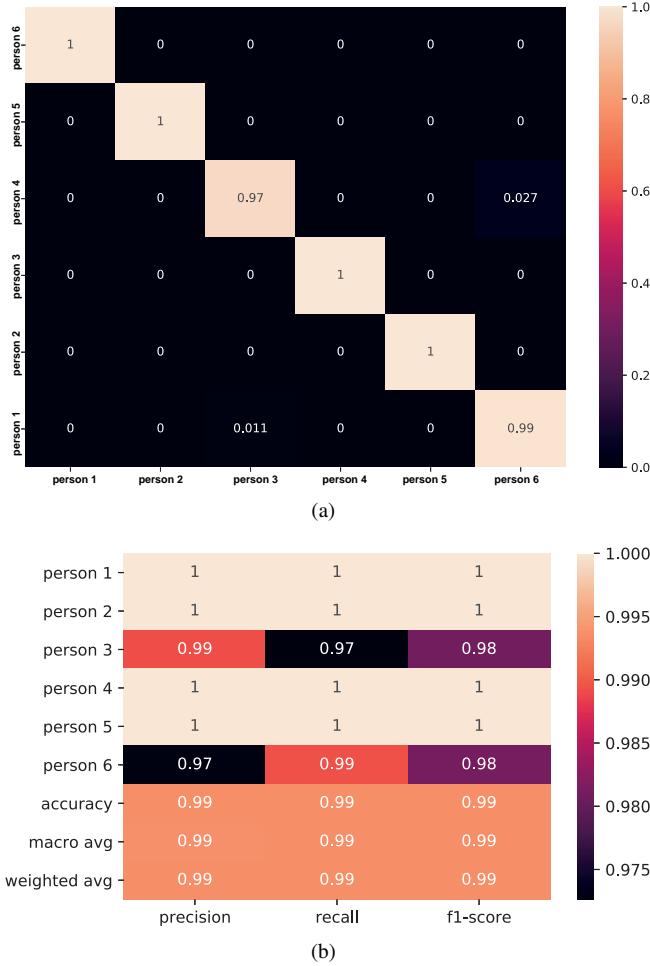 person 6 1 0 0 0 0 0 1.0
person 5 0 1 0 0 0 0 0.8
person 4 0 0 0.97 0 0 0.027 0.6
person 3 0 0 0 1 0 0 0.4
person 2 0 0 0 0 1 0 0.2
person 1 0 0 0.011 0 0 0.99 0.0
person 1 person 2 person 3 person 4 person 5 person 6
(a)
person 1 1 1 1 1.000
person 2 1 1 1 0.995
person 3 0.99 0.97 0.98 0.990
person 4 1 1 1
person 5 1 1 1 0.985
person 6 0.97 0.99 0.98 0.980
accuracy 0.99 0.99 0.99
macro avg 0.99 0.99 0.99
weighted avg 0.99 0.99 0.99 0.975
precision recall f1-score
(b)